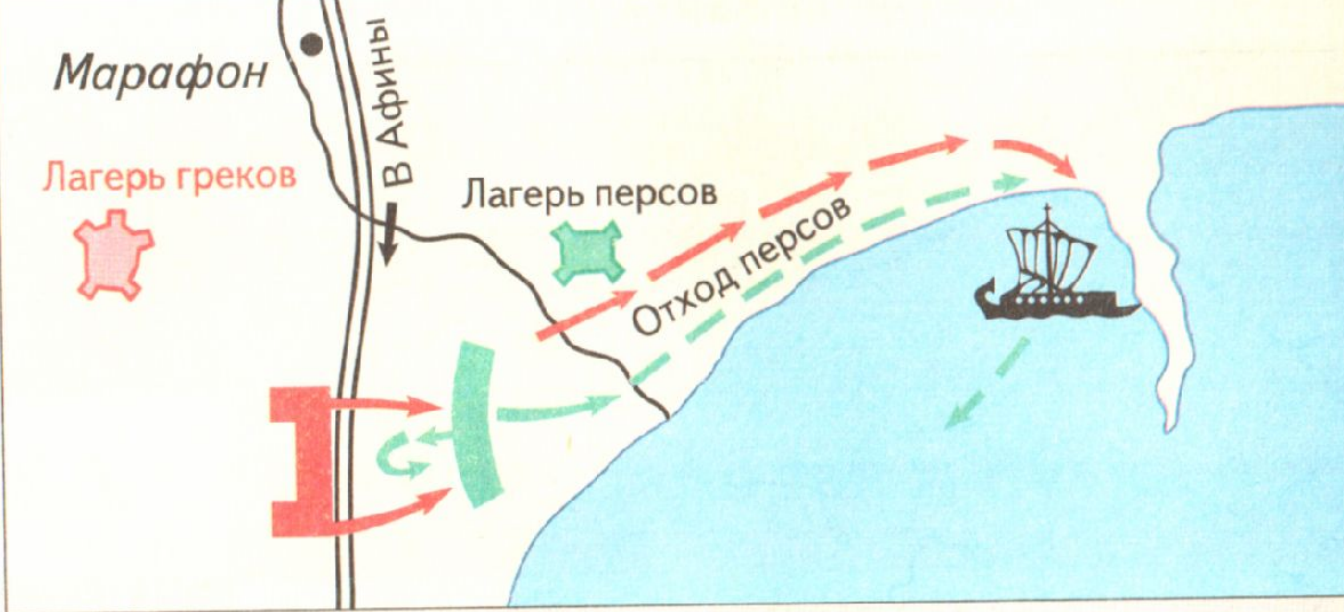 Марафон
В Афины
Лагерь греков
Лагерь персов
Отход персов